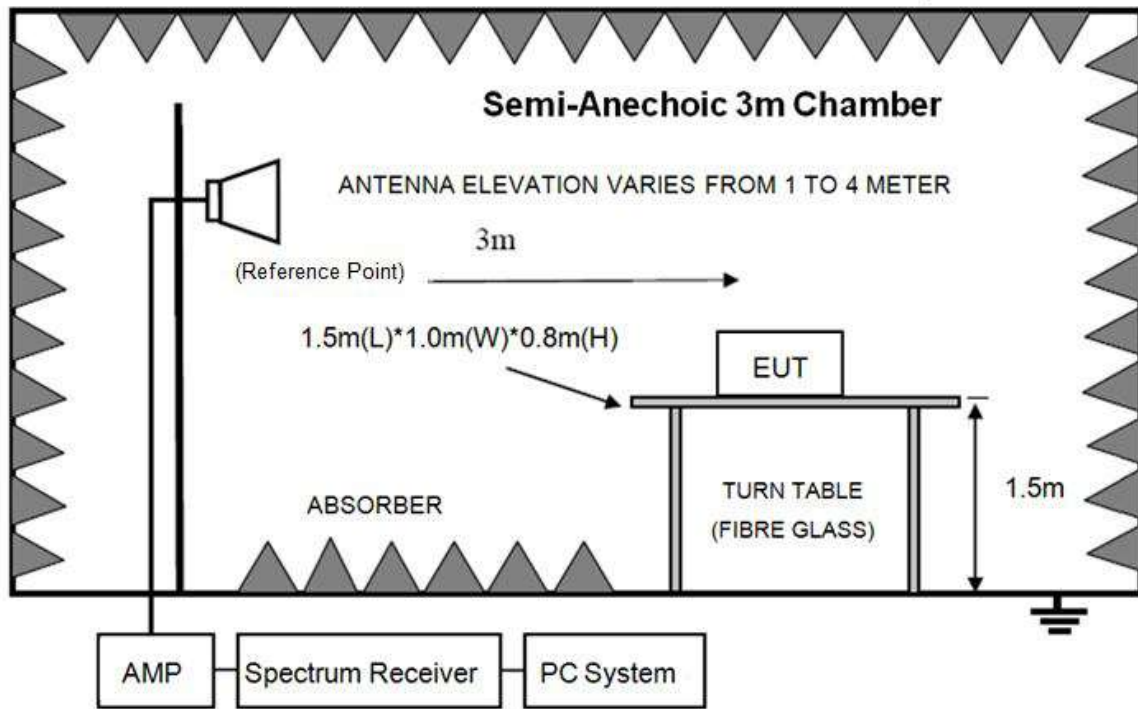 Semi-Anechoic 3m Chamber
ANTENNA ELEVATION VARIES FROM 1 TO 4 METER
3m
(Reference Point)
1.5m(L)*1.0m(W)*0.8m(H)
EUT
ABSORBER
TURN TABLE
(FIBRE GLASS)
1.5m
AMP
Spectrum Receiver
PC System